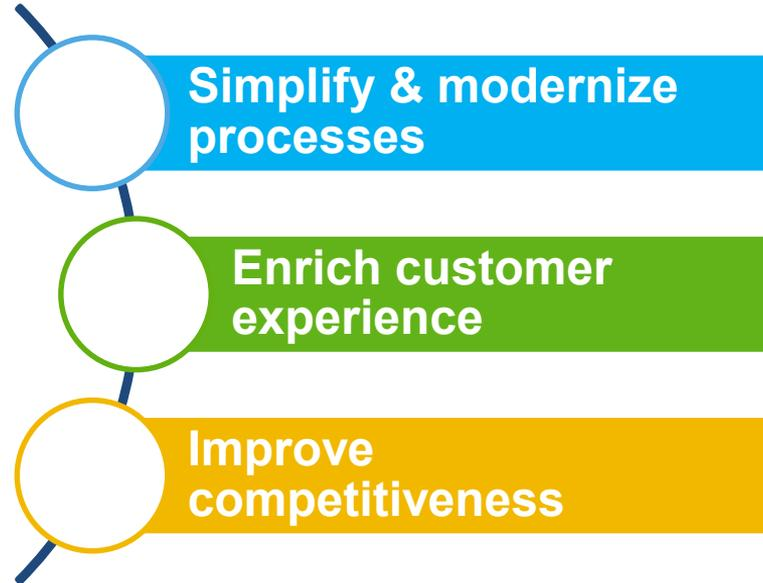 Simplify & modernize
processes
Enrich customer
experience
Improve
competitiveness